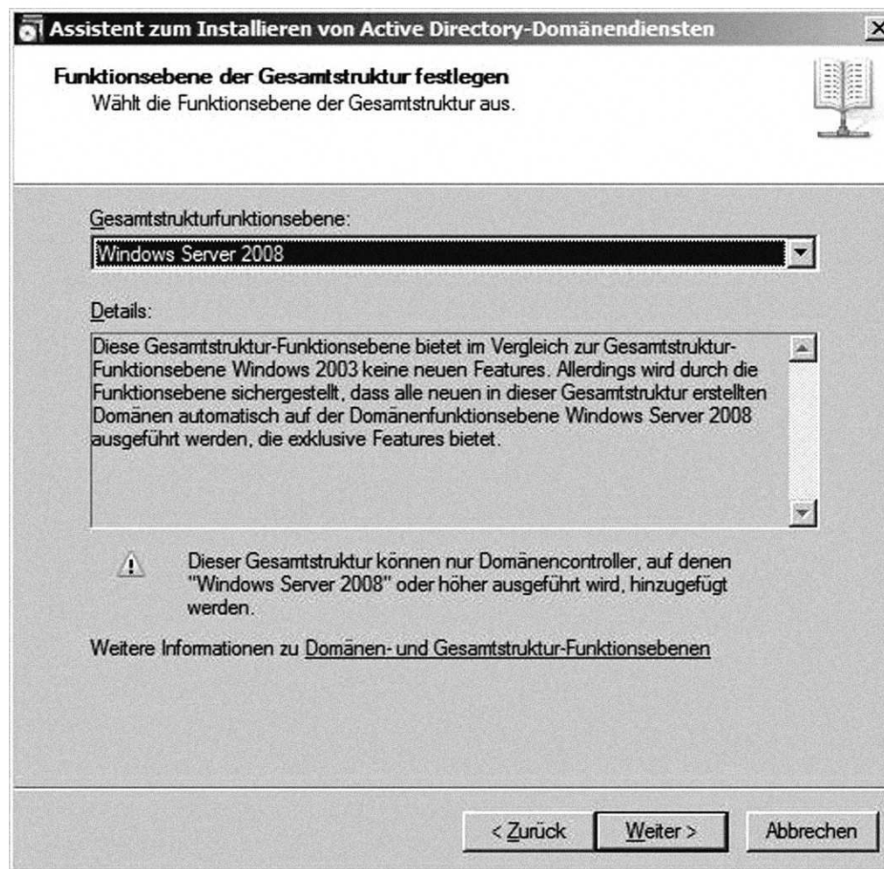 Assistent zum Installieren von Active Directory-Domänendiensten
Funktionsebene der Gesamtstruktur festlegen
Wählt die Funktionsebene der Gesamtstruktur aus.
Gesamtstrukturfunktionsebene:
Windows Server 2008
Details:
Diese Gesamtstruktur-Funktionsebene bietet im Vergleich zur Gesamtstruktur-
Funktionsebene Windows 2003 keine neuen Features. Allerdings wird durch die
Funktionsebene sichergestellt, dass alle neuen in dieser Gesamtstruktur erstellten
Domänen automatisch auf der Domänenfunktionsebene Windows Server 2008
ausgeführt werden, die exklusive Features bietet.
Dieser Gesamtstruktur können nur Domänencontroller, auf denen
"Windows Server 2008" oder höher ausgeführt wird, hinzugefügt
werden.
Weitere Informationen zu Domänen- und Gesamtstruktur-Funktionsebenen
< Zurück Weiter > Abbrechen